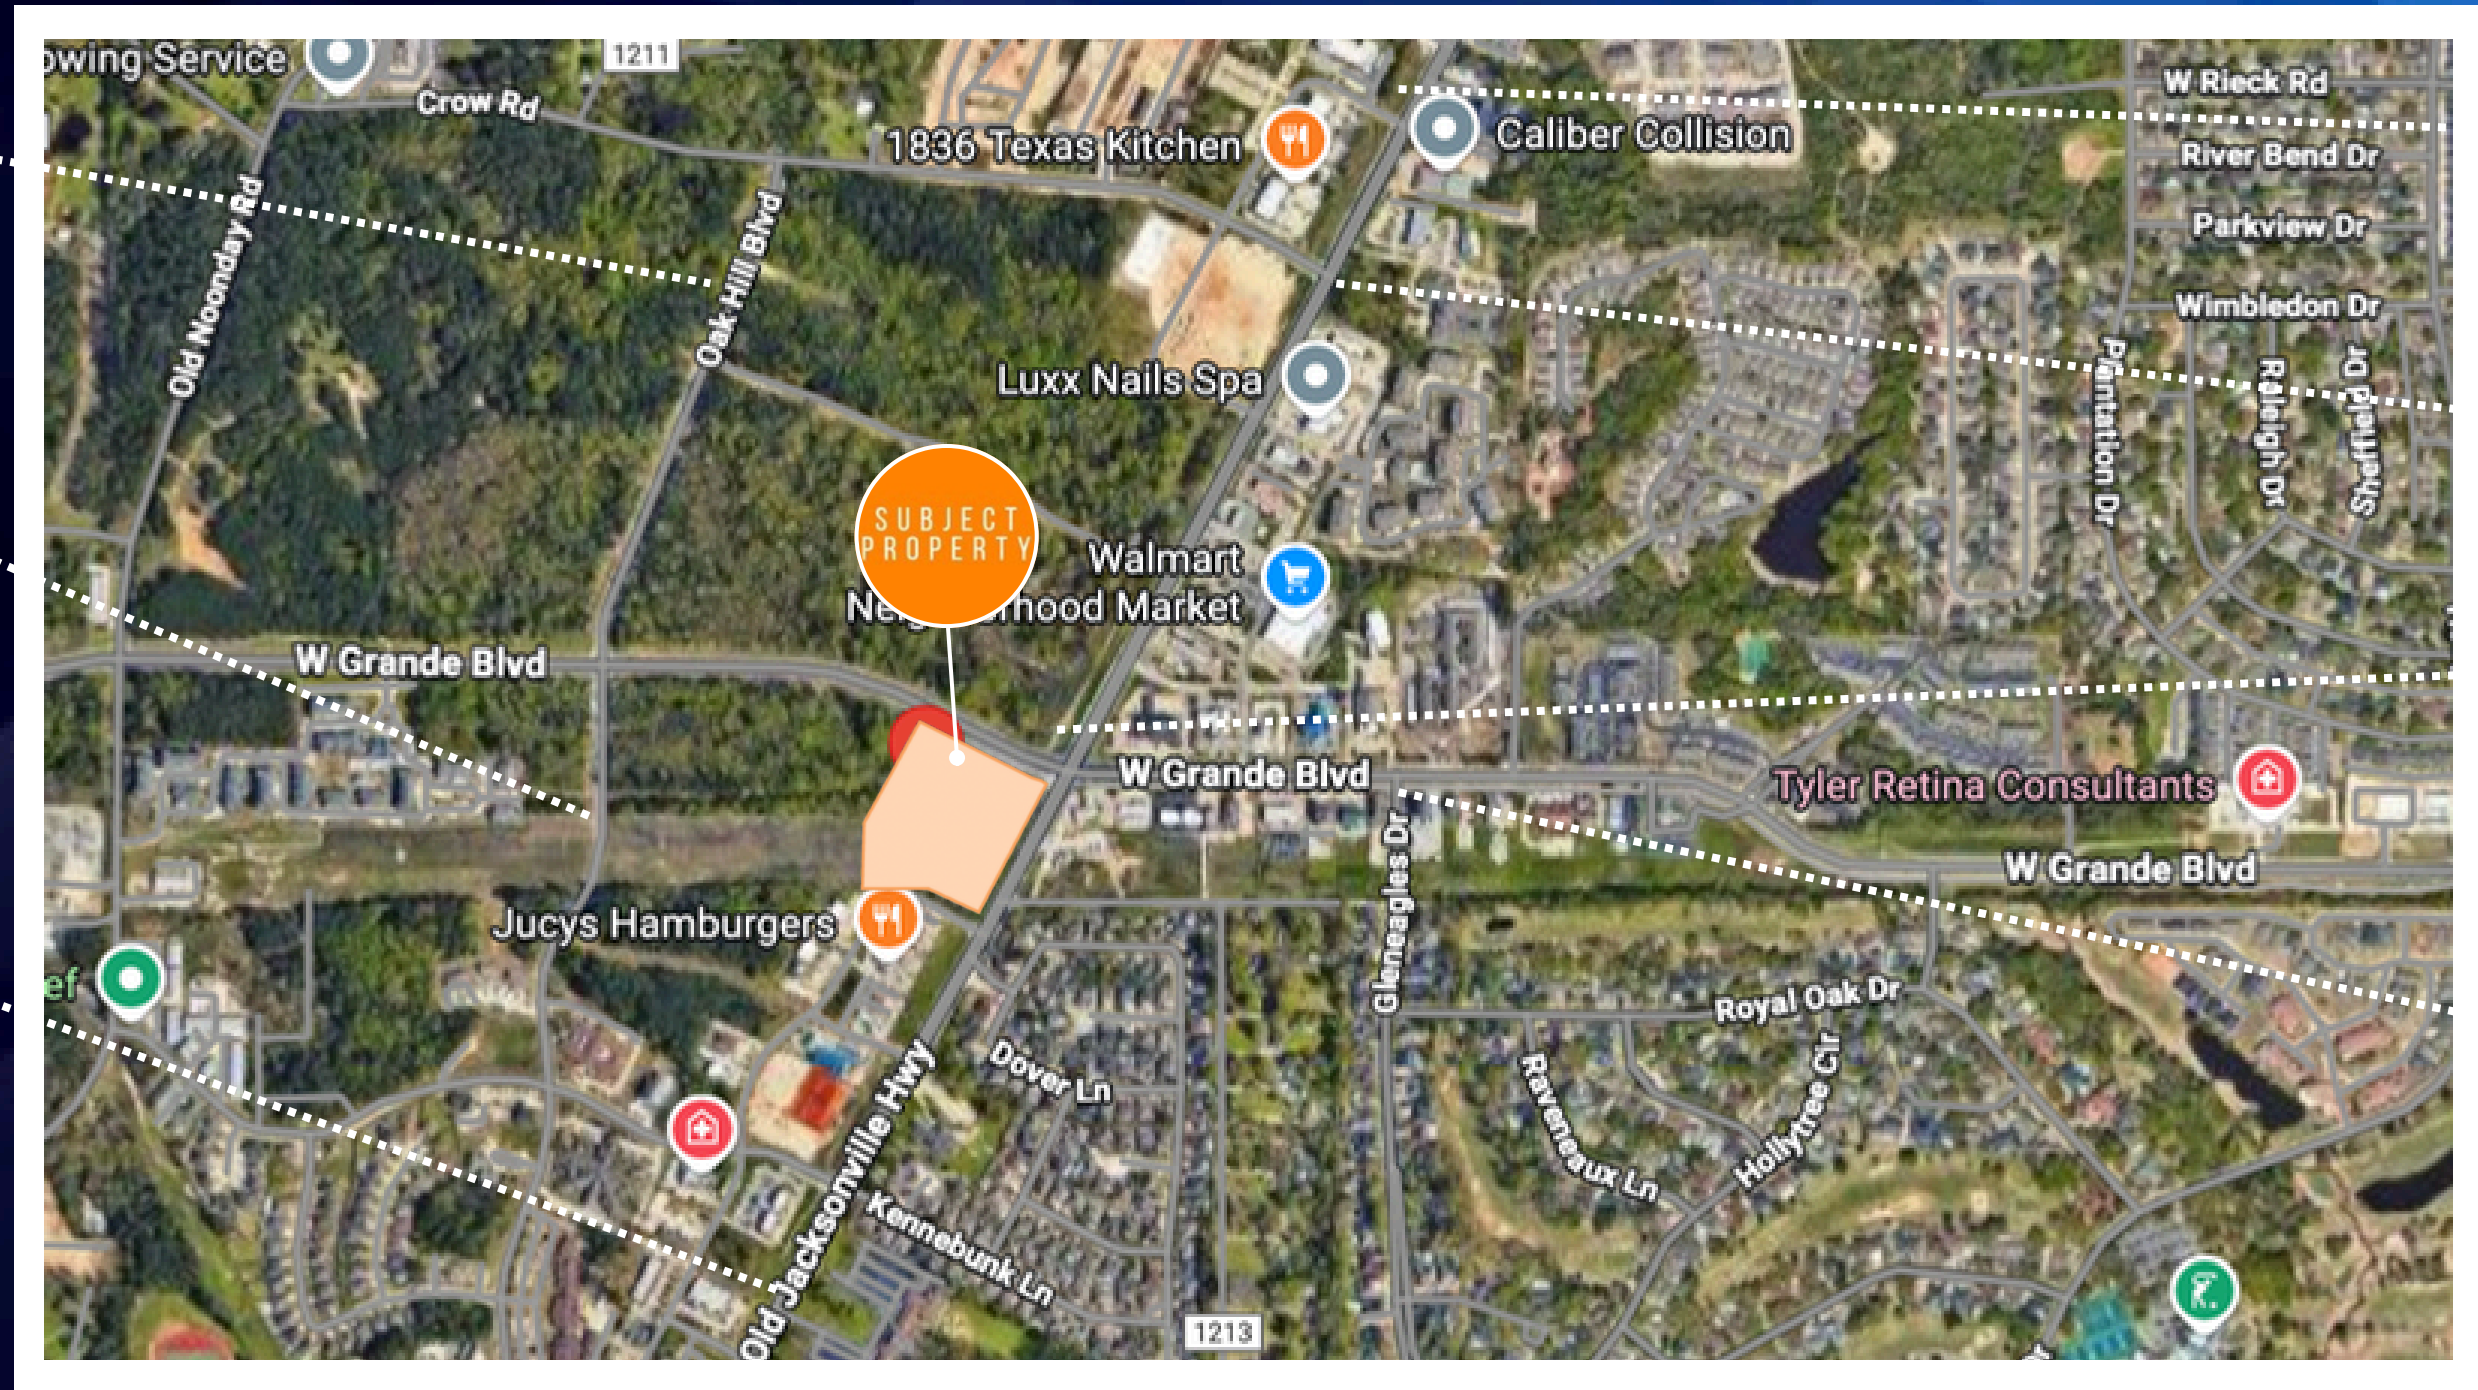 owing Service
1211
Crow Rd
1836 Texas Kitchen
Caliber Collision
W Rieck Rd
River Bend Dr
Parkview Dr
Wimbledon Dr
Old Noonday Rd
Oak Hill Blvd
Luxx Nails Spa
Plantation Dr
Raleigh Dr
Sheffield Dr
SUBJECT
PROPERTY
Walmart
Neighborhood Market
W Grande Blvd
W Grande Blvd
Tyler Retina Consultants
W Grande Blvd
Jucys Hamburgers
Gleneagles Dr
ef
Royal Oak Dr
Dover Ln
Raveneaux Ln
Hollytree Cir
Old Jacksonville Hwy
Kennebunk Ln
1213